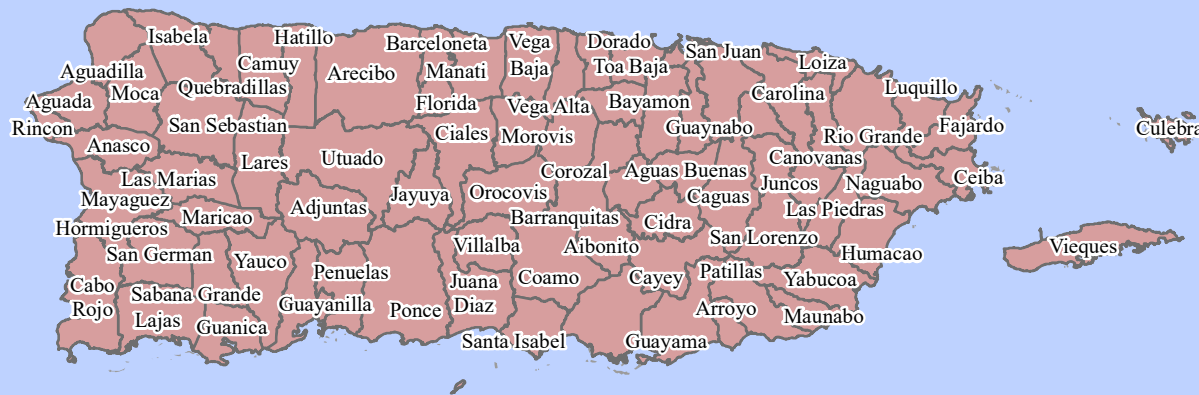 Isabela
Hatillo
Barceloneta
Vega
Baja
Dorado
San Juan
Loiza
Aguadilla
Camuy
Arecibo
Manati
Toa Baja
Moca
Quebradillas
Carolina
Luquillo
Aguada
Florida
Vega Alta
Bayamon
Rincon
San Sebastian
Ciales
Morovis
Guaynabo
Rio Grande
Fajardo
Culebra
Anasco
Lares
Utuado
Canovanas
Las Marias
Corozal
Aguas Buenas
Juncos
Naguabo
Ceiba
Mayaguez
Adjuntas
Jayuya
Orocovis
Caguas
Maricao
Barranquitas
Cidra
Las Piedras
Hormigueros
San German
Villalba
Aibonito
San Lorenzo
Humacao
Vieques
Yauco
Penuelas
Juana
Diaz
Coamo
Cayey
Patillas
Yabucoa
Cabo
Rojo
Sabana Grande
Guayanilla
Ponce
Arroyo
Maunabo
Lajas
Guanica
Santa Isabel
Guayama